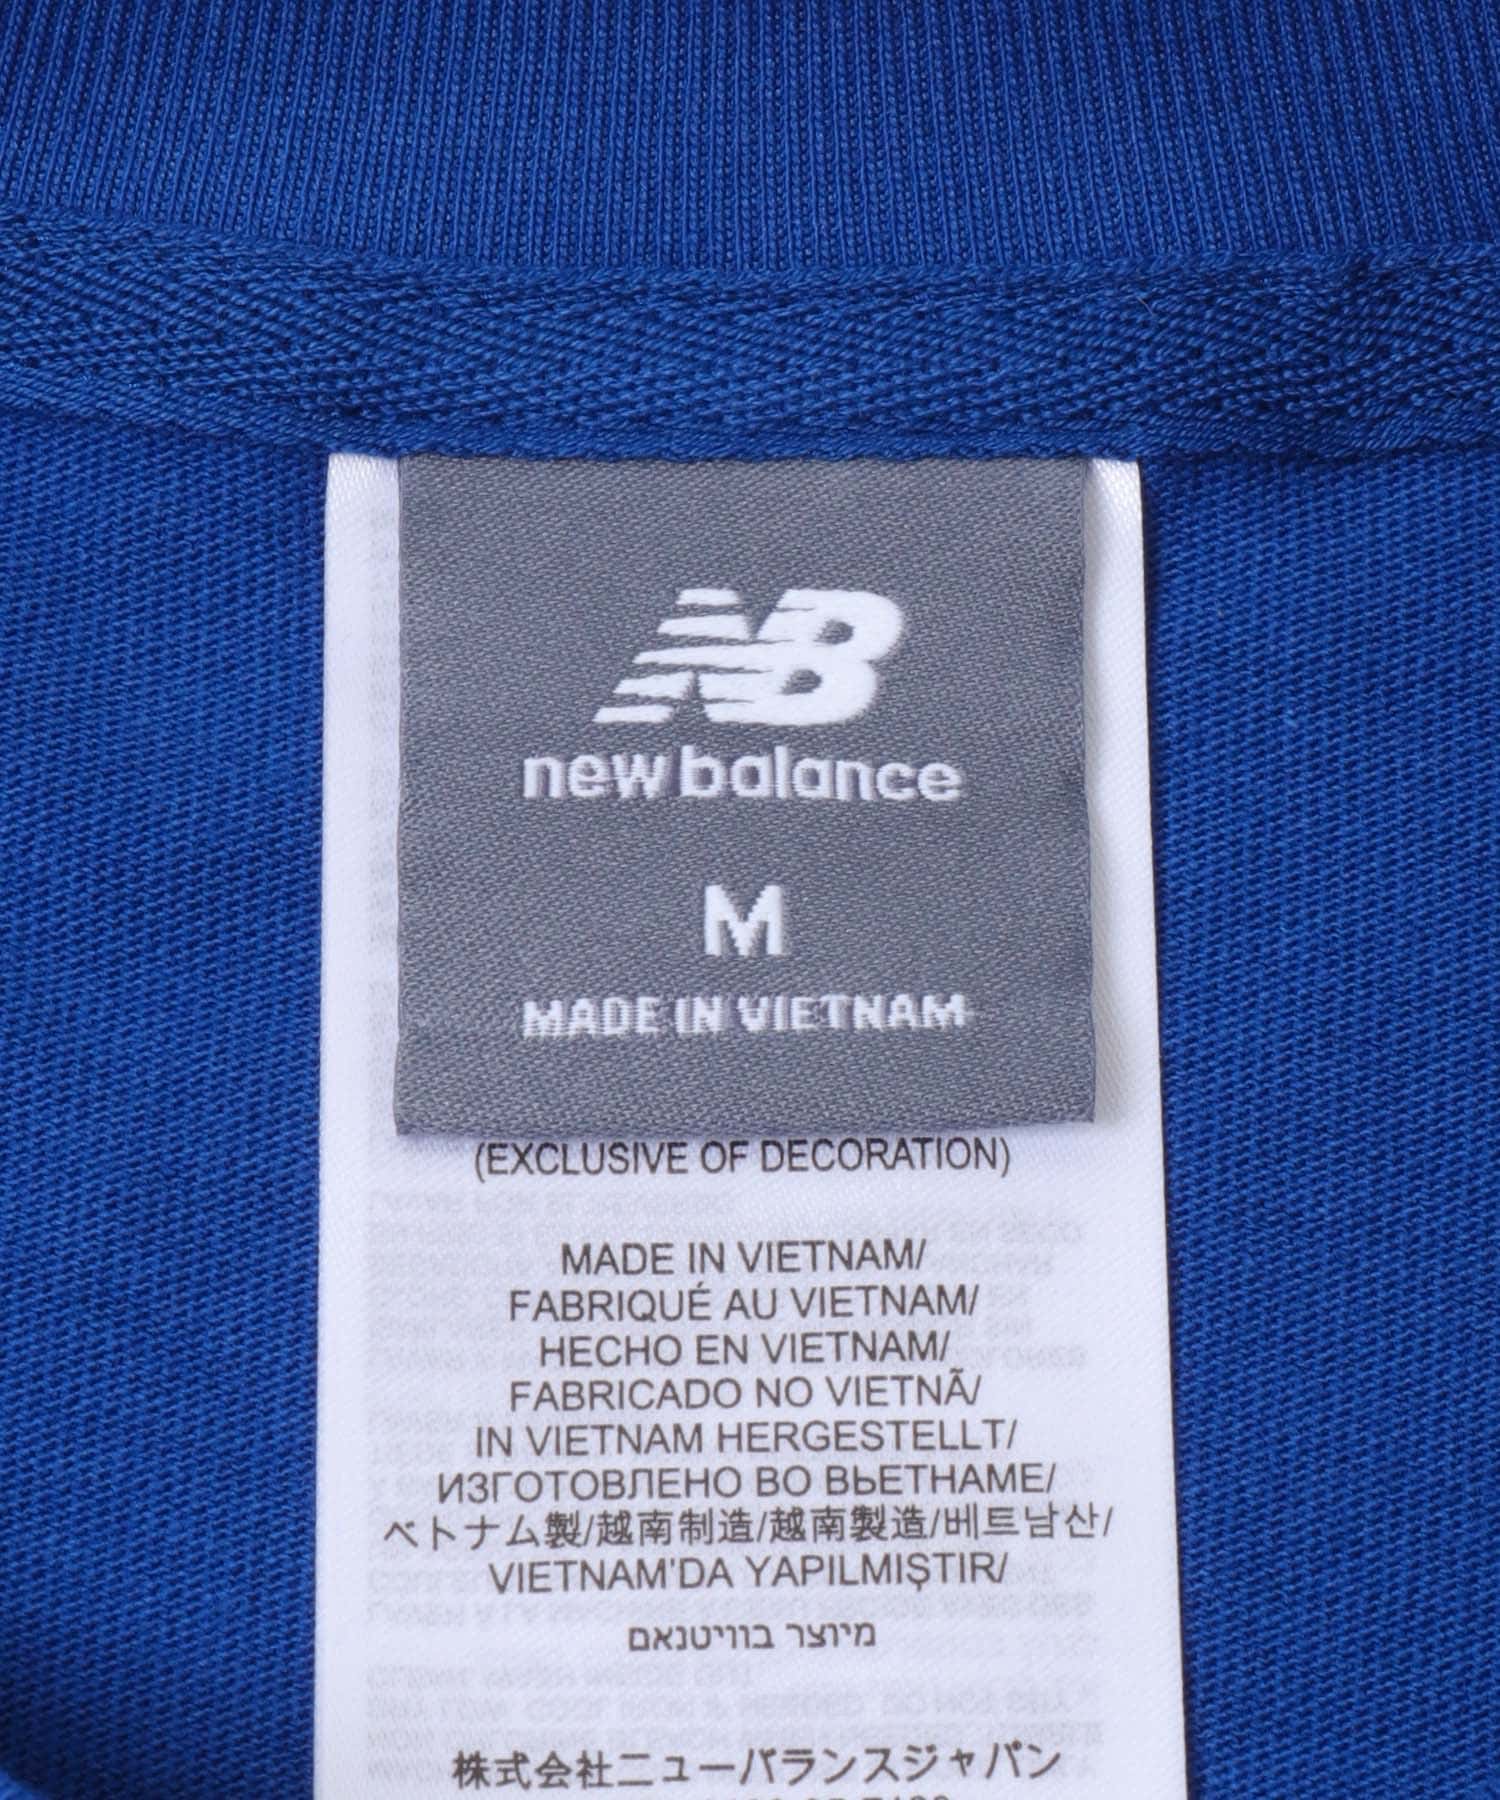 NB
new balance
M
MADE IN VIETNAM
(EXCLUSIVE OF DECORATION)
MADE IN VIETNAM/
FABRIQUÉ AU VIETNAM/
HECHO EN VIETNAM/
FABRICADO NO VIETNÃ/
IN VIETNAM HERGESTELLT/
ИЗГОТОВЛЕНО ВО ВЬЕТНАМЕ/
ベトナム製/越南制造/越南製造/베트남산/
VIETNAM'DA YAPILMIŞTIR/
מיוצר בווייטנאם
株式会社ニューバランスジャパン